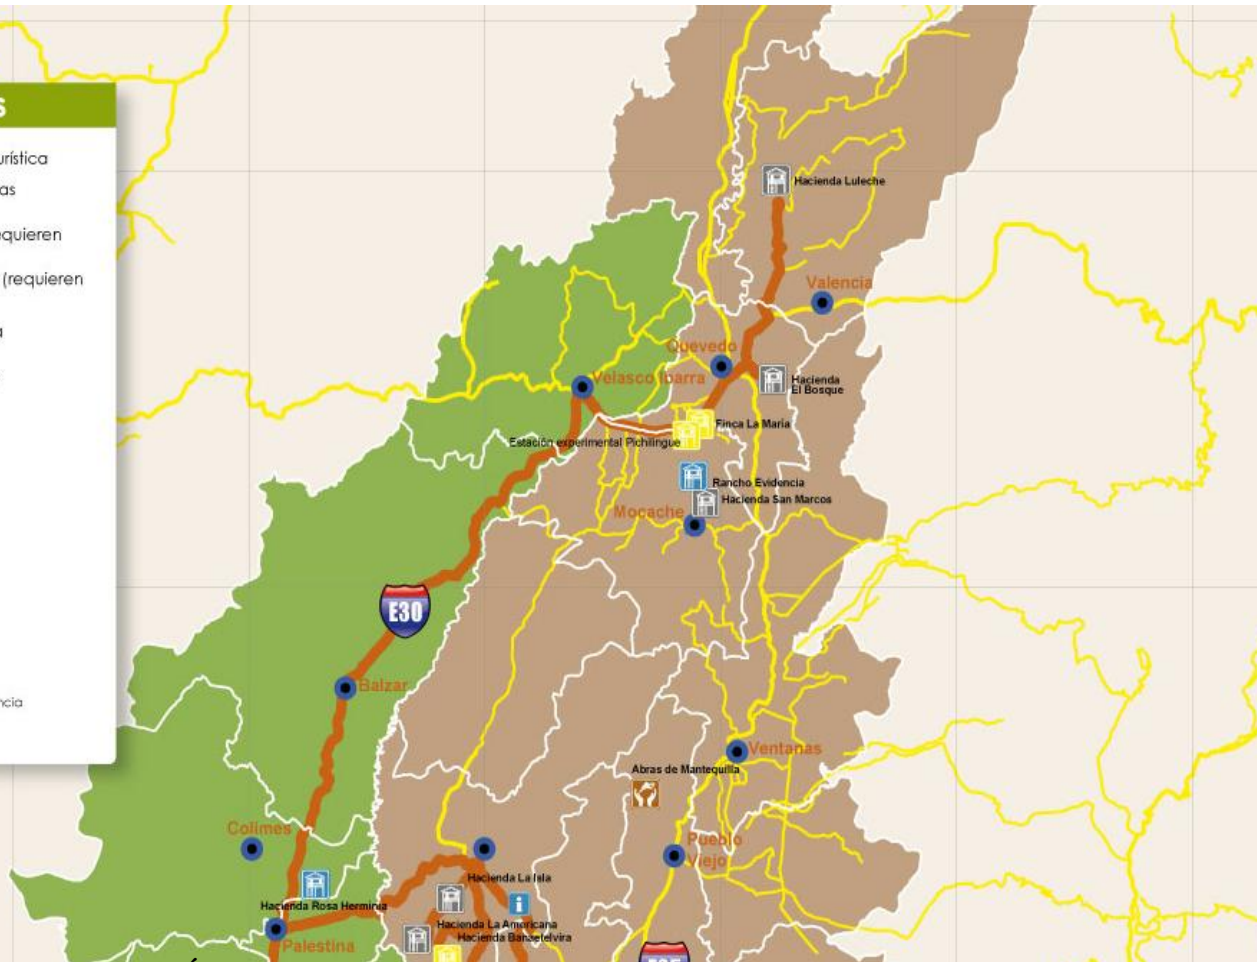 S
urística
as
equieren
(requieren
a
ncia
Hacienda Luleche
Valencia
Quevedo
Velasco Ibarra
Hacienda
El Bosque
Finca La María
Estación experimental Pichilingue
Rancho Evidencia
Hacienda San Marcos
Mocache
E30
Balzar
Ventanas
Abras de Mantequilla
Colimes
Pueblo
Viejo
Hacienda La Isla
Hacienda Rosa Herminia
i
Hacienda La Americana
Hacienda Banaetelvira
Palestina